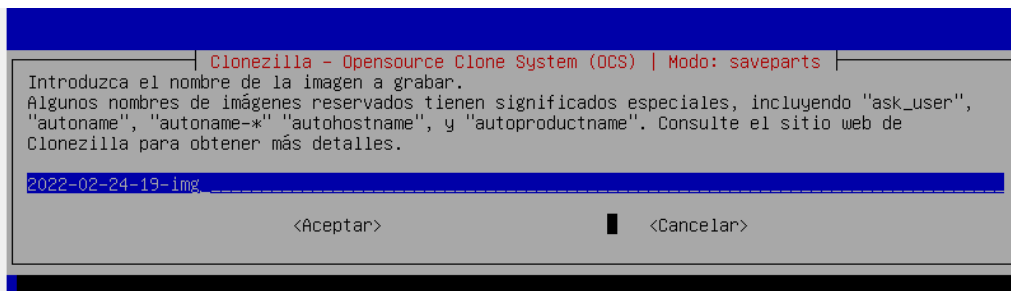 Clonezilla - Opensource Clone System (OCS) | Modo: saveparts
Introduzca el nombre de la imagen a grabar.
Algunos nombres de imágenes reservados tienen significados especiales, incluyendo "ask_user",
"autoname", "autoname-*" "autohostname", y "autoproductname". Consulte el sitio web de
Clonezilla para obtener más detalles.
2022-02-24-19-img
<Aceptar> <Cancelar>